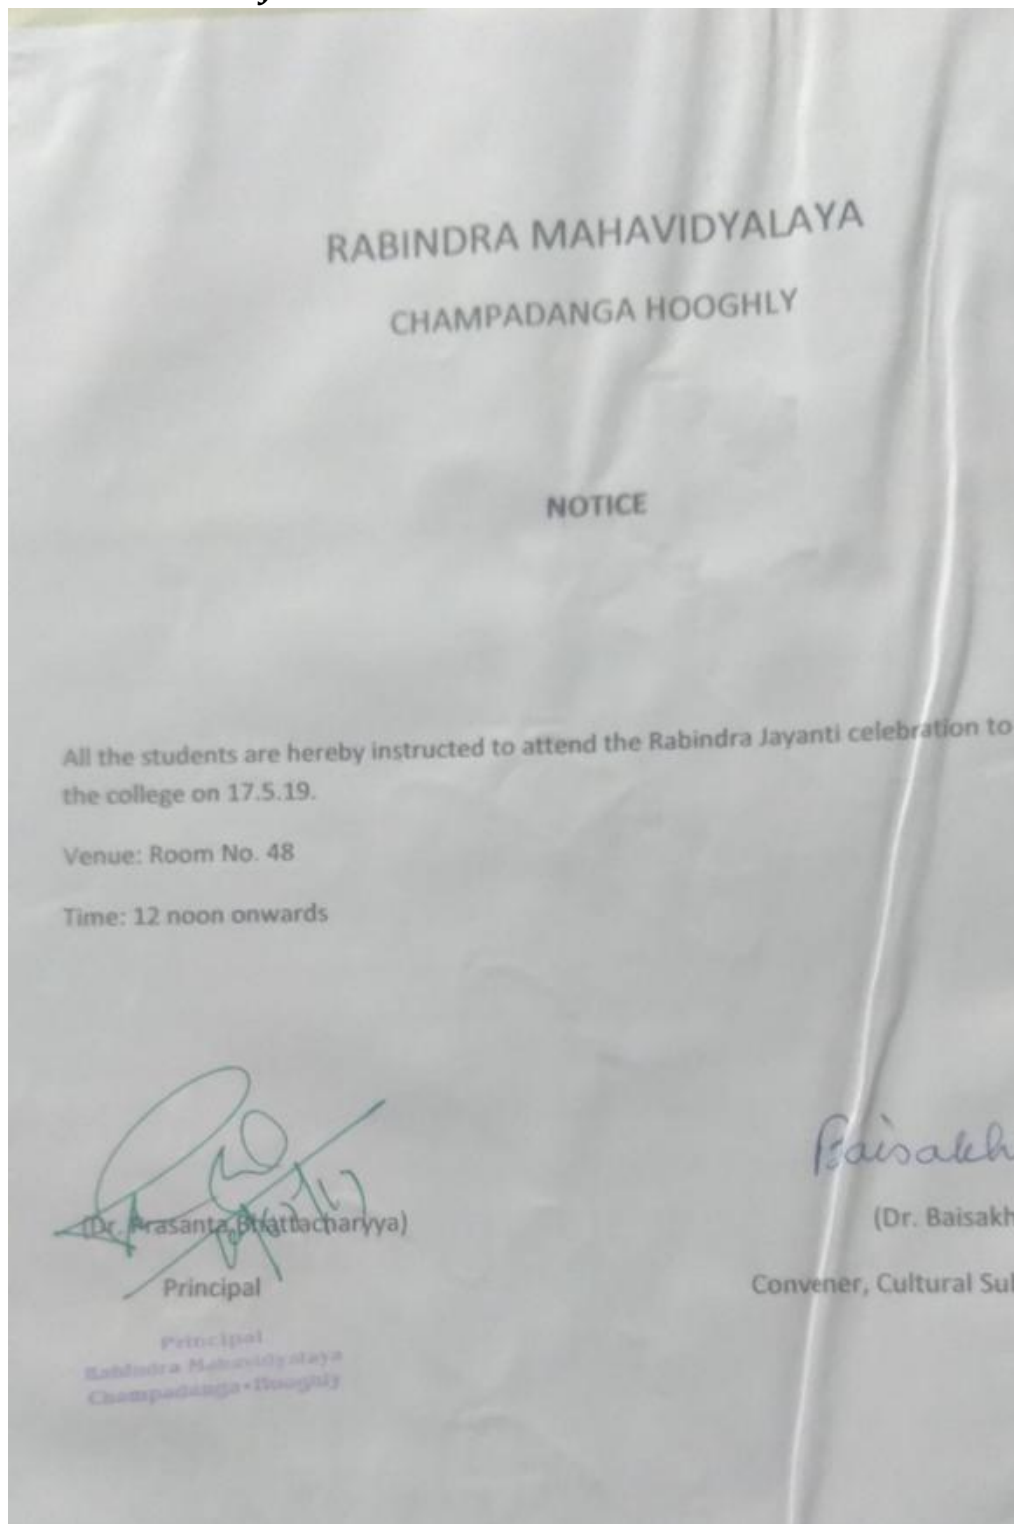 RABINDRA MAHAVIDYALAYA
CHAMPADANGA HOOGHLY
NOTICE
All the students are hereby instructed to attend the Rabindra Jayanti celebration to
the college on 17.5.19.
Venue: Room No. 48
Time: 12 noon onwards
Baisakh
(Dr. Prasanta Bhattacharyya)
(Dr. Baisakh
Principal
Convener, Cultural Su
Principal
Rabindra Mahavidyalaya
Champadanga*Hooghly